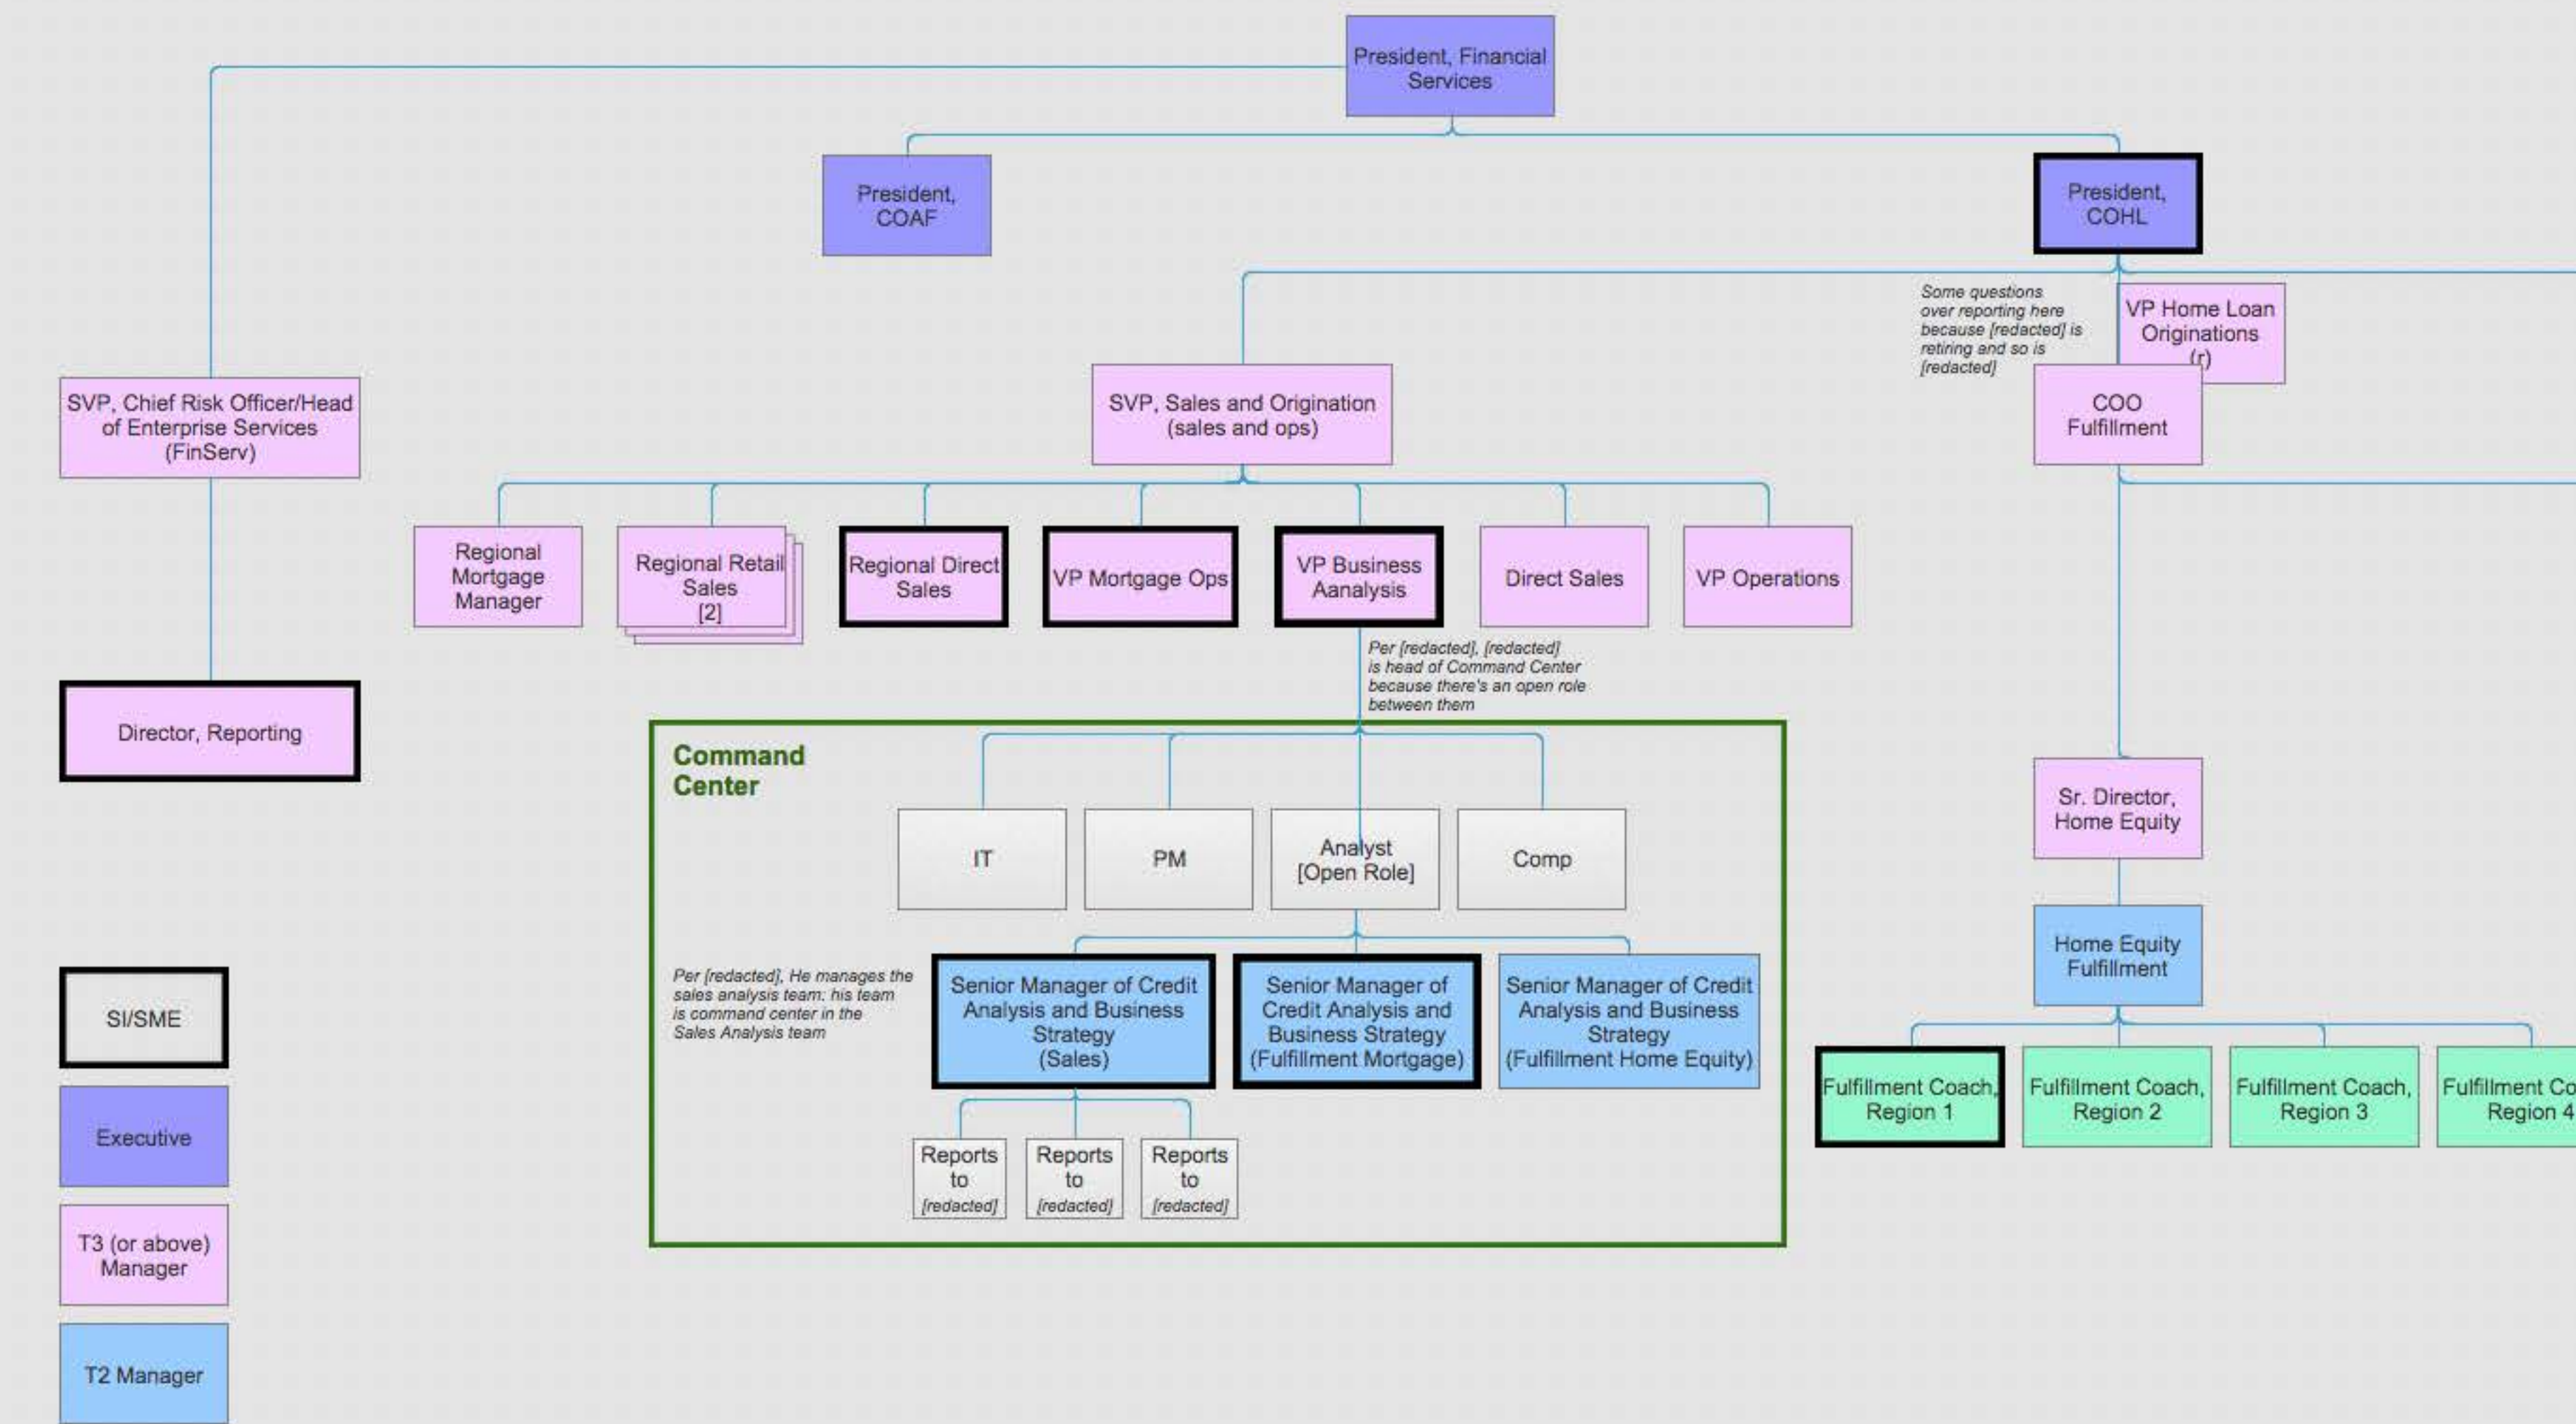 President, Financial
Services
President,
COAF
President,
COHL
Some questions
over reporting here
because [redacted] is
retiring and so is
[redacted]
VP Home Loan
Originations
(r)
SVP, Chief Risk Officer/Head
of Enterprise Services
(FinServ)
SVP, Sales and Origination
(sales and ops)
COO
Fulfillment
Regional
Mortgage
Manager
Regional Retail
Sales
[2]
Regional Direct
Sales
VP Mortgage Ops
VP Business
Aanalysis
Direct Sales
VP Operations
Per [redacted], [redacted]
is head of Command Center
because there's an open role
between them
Director, Reporting
Command
Center
IT
PM
Analyst
[Open Role]
Comp
Sr. Director,
Home Equity
Home Equity
Fulfillment
Per [redacted], He manages the
sales analysis team: his team
is command center in the
Sales Analysis team
Senior Manager of Credit
Analysis and Business
Strategy
(Sales)
Senior Manager of
Credit Analysis and
Business Strategy
(Fulfillment Mortgage)
Senior Manager of Credit
Analysis and Business
Strategy
(Fulfillment Home Equity)
Reports
to
[redacted]
Reports
to
[redacted]
Reports
to
[redacted]
Fulfillment Coach,
Region 1
Fulfillment Coach,
Region 2
Fulfillment Coach,
Region 3
Fulfillment Co
Region 4
SI/SME
Executive
T3 (or above)
Manager
T2 Manager